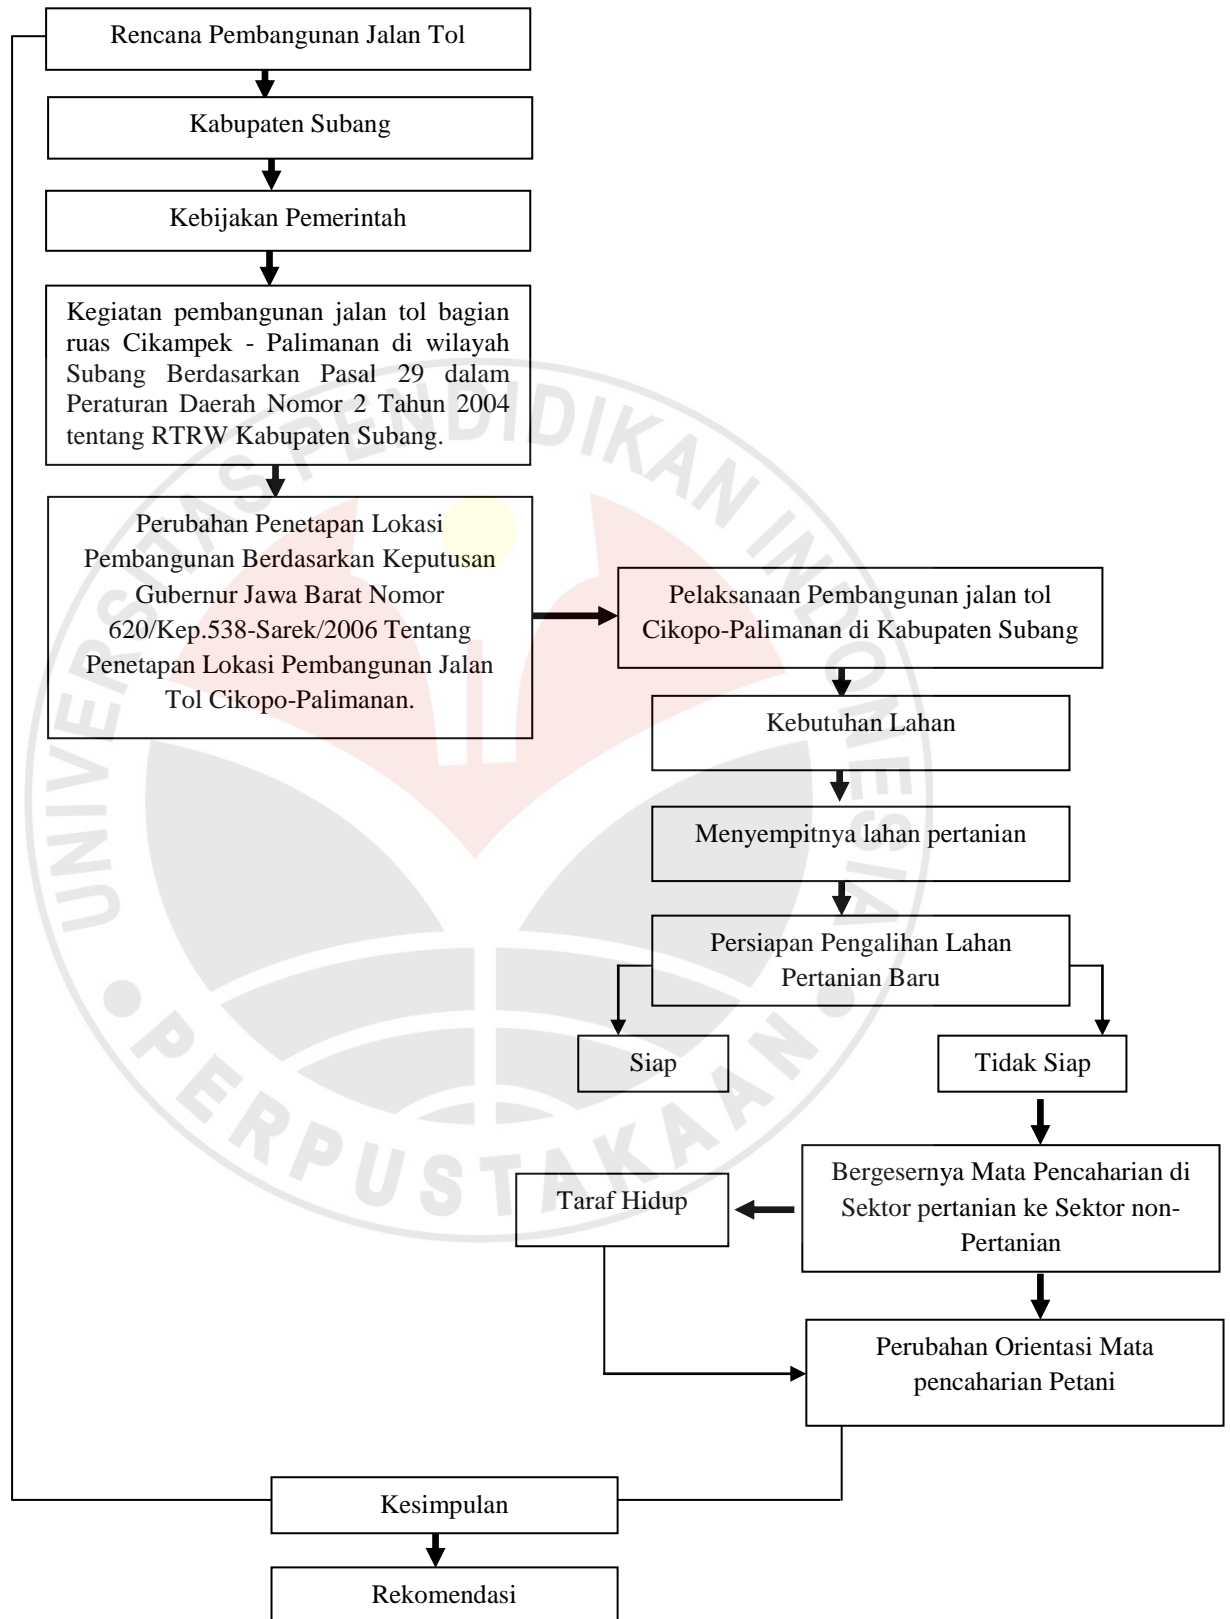 Rencana Pembangunan Jalan Tol
Kabupaten Subang
Kebijakan Pemerintah
Kegiatan pembangunan jalan tol bagian
ruas Cikampek - Palimanan di wilayah
Subang Berdasarkan Pasal 29 dalam
Peraturan Daerah Nomor 2 Tahun 2004
tentang RTRW Kabupaten Subang.
Perubahan Penetapan Lokasi
Pembangunan Berdasarkan Keputusan
Gubernur Jawa Barat Nomor
620/Kep.538-Sarek/2006 Tentang
Penetapan Lokasi Pembangunan Jalan
Tol Cikopo-Palimanan.
Pelaksanaan Pembangunan jalan tol
Cikopo-Palimanan di Kabupaten Subang
Kebutuhan Lahan
Menyempitnya lahan pertanian
Persiapan Pengalihan Lahan
Pertanian Baru
Siap
Tidak Siap
Bergesernya Mata Pencaharian di
Sektor pertanian ke Sektor non-
Pertanian
Taraf Hidup
Perubahan Orientasi Mata
pencaharian Petani
Kesimpulan
Rekomendasi
UNIVERSITAS PENDIDIKAN INDONESIA
PERPUSTAKAAN